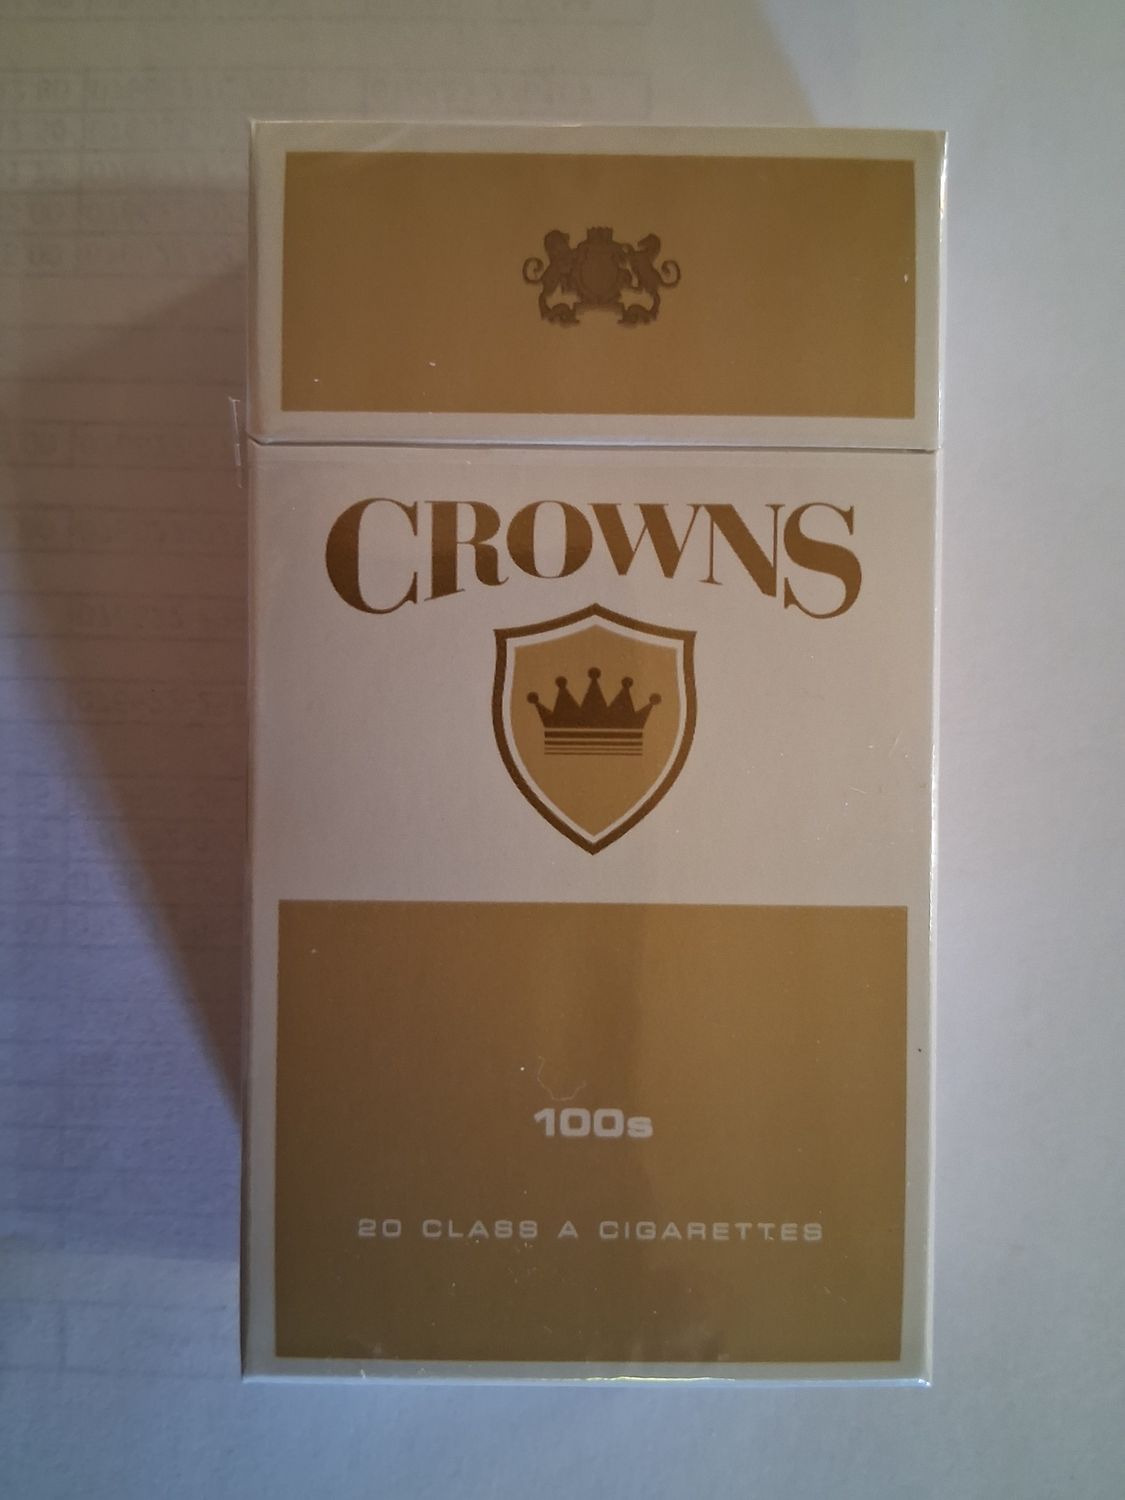 CROWNS
100s
20 CLASS A CIGARETTES